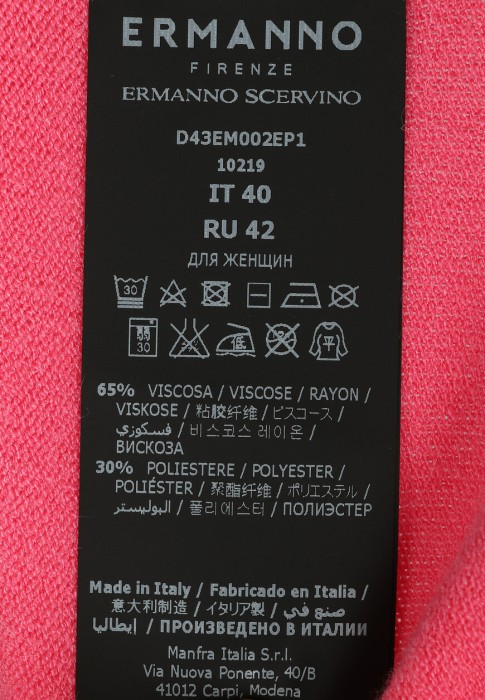 ERMANNO
FIRENZE
ERMANNO SCERVINO
D43EM002EP1
10219
IT 40
RU 42
ДЛЯ ЖЕНЩИН
30
30 低 平
65% VISCOSA / VISCOSE / RAYON /
VISKOSE / 粘胶纤维 / ビスコース /
فسكوزي / 비스코스 레이온 /
ВИСКОЗА
30% POLIESTERE / POLYESTER /
POLIÉSTER / 聚酯纤维 / ポリエステル /
البوليستر / 폴리에스터 / ПОЛИЭСТЕР
Made in Italy / Fabricado en Italia /
意大利制造 / イタリア製 / صنع في
إيطاليا / ПРОИЗВЕДЕНО В ИТАЛИИ
Manfra Italia S.r.l.
Via Nuova Ponente, 40/B
41012 Carpi, Modena